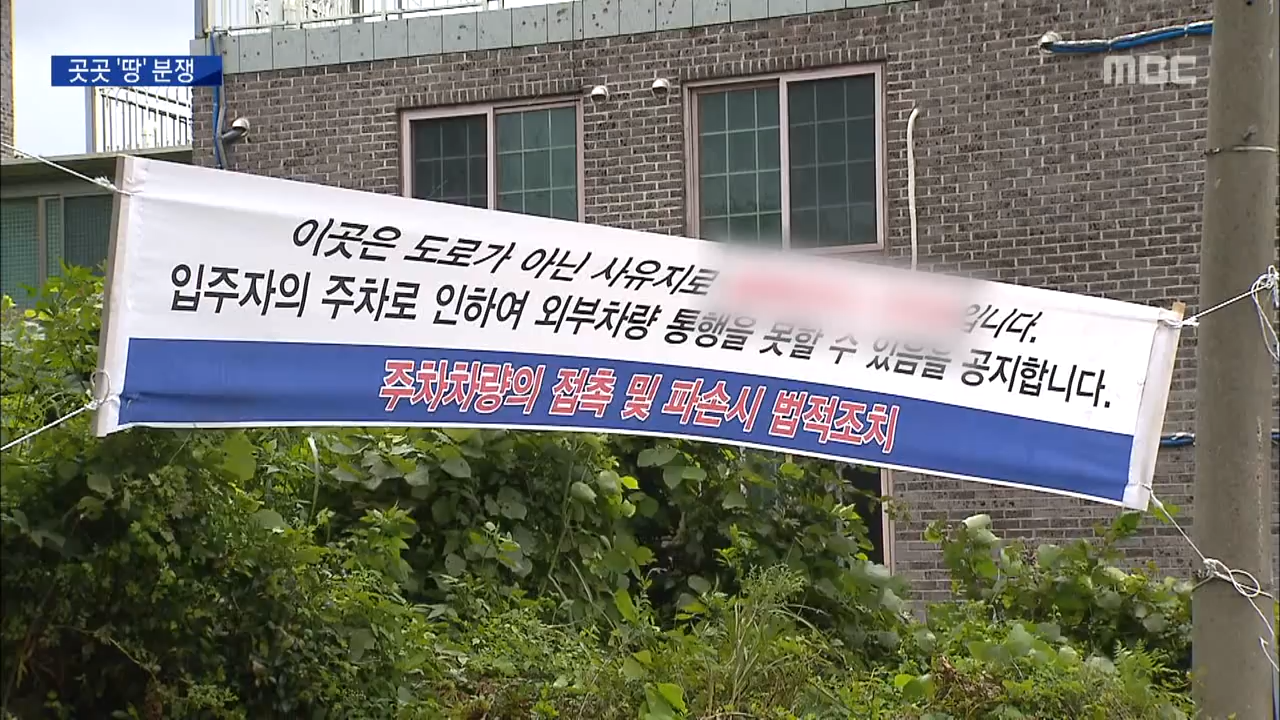 곳곳 '땅' 분쟁
MBC
이곳은 도로가 아닌 사유지로 입니다.
입주자의 주차로 인하여 외부차량 통행을 못할 수 있음을 공지합니다.
주차차량의 접촉 및 파손시 법적조치